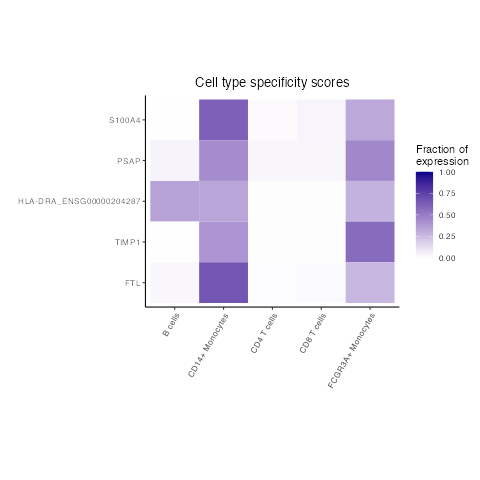 Cell type specificity scores
S100A4
PSAP
HLA-DRA_ENSG00000204287
TIMP1
FTL
B cells
CD14+ Monocytes
CD4 T cells
CD8 T cells
FCGR3A+ Monocytes
Fraction of
expression
1.00
0.75
0.50
0.25
0.00